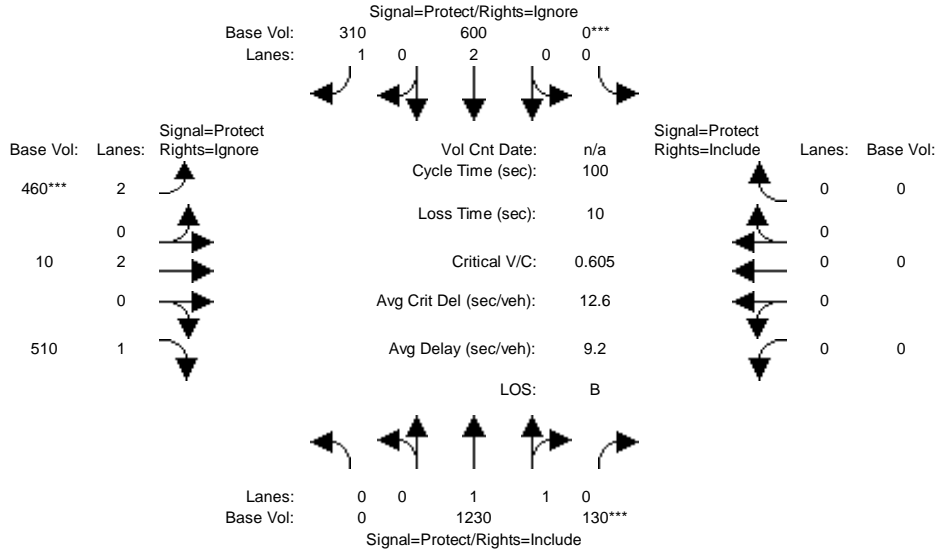 Signal=Protect/Rights=Ignore
Base Vol: 310 600 0***
Lanes: 1 0 2 0 0
Signal=Protect
Base Vol: Lanes: Rights=Ignore
Vol Cnt Date: n/a
Signal=Protect
Rights=Include Lanes: Base Vol:
Cycle Time (sec): 100
460*** 2
0 0
Loss Time (sec): 10
0
0
10 2
Critical V/C: 0.605
0 0
0
Avg Crit Del (sec/veh): 12.6
0
510 1
Avg Delay (sec/veh): 9.2
0 0
LOS: B
Lanes: 0 0 1 1 0
Base Vol: 0 1230 130***
Signal=Protect/Rights=Include